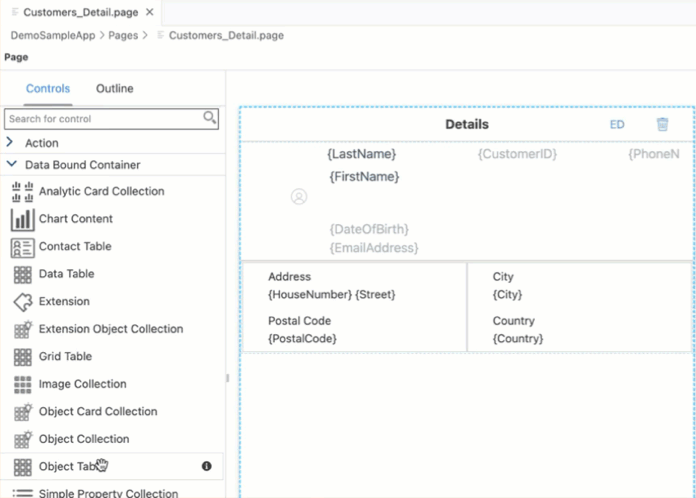 Customers_Detail.page ×
DemoSampleApp > Pages > Customers_Detail.page
Page
Controls Outline
Search for control
Action
Data Bound Container
Analytic Card Collection
Chart Content
Contact Table
Data Table
Extension
Extension Object Collection
Grid Table
Image Collection
Object Card Collection
Object Collection
Object
Simple Property Collection
Details ED
{LastName} {CustomerID} {PhoneN
{FirstName}
{DateOfBirth}
{EmailAddress}
Address City
{HouseNumber} {Street} {City}
Postal Code Country
{PostalCode} {Country}